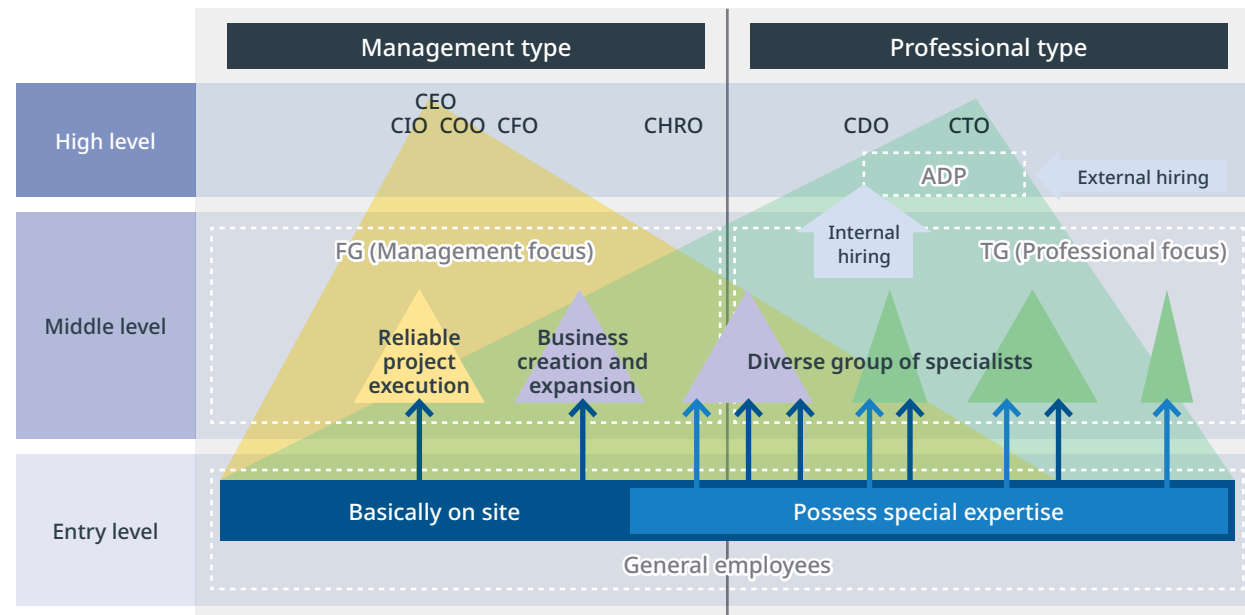 Management type
Professional type
High level
CEO
CIO COO CFO
CHRO
CDO
CTO
ADP
External hiring
Middle level
FG (Management focus)
Internal
hiring
TG (Professional focus)
Reliable
project
execution
Business
creation and
expansion
Diverse group of specialists
Entry level
Basically on site
Possess special expertise
General employees